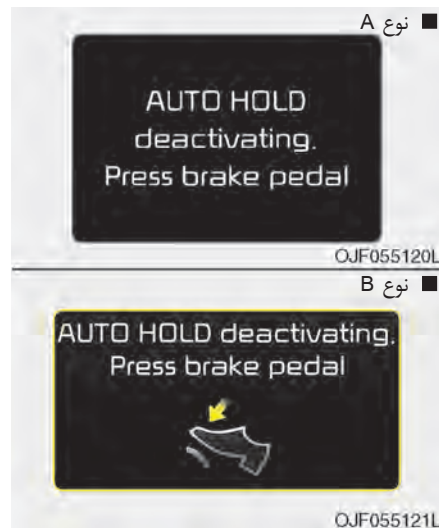 ■ نوع A
AUTO HOLD
deactivating.
Press brake pedal
OJF055120L
■ نوع B
AUTO HOLD deactivating.
Press brake pedal
OJF055121L